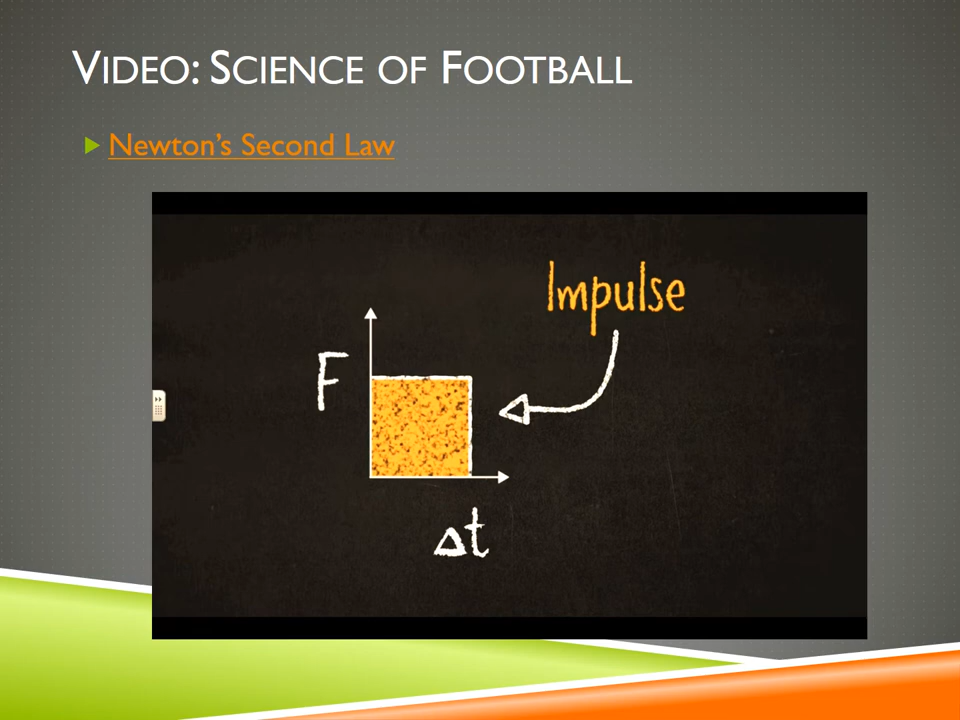 VIDEO: SCIENCE OF FOOTBALL
Newton's Second Law
Impulse
F
Δt